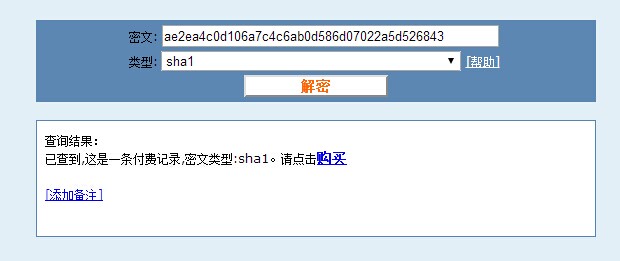 密文: ae2ea4c0d106a7c4c6ab0d586d07022a5d526843
类型: sha1 [帮助]
解密
查询结果:
已查到,这是一条付费记录,密文类型:sha1。请点击购买
[添加备注]